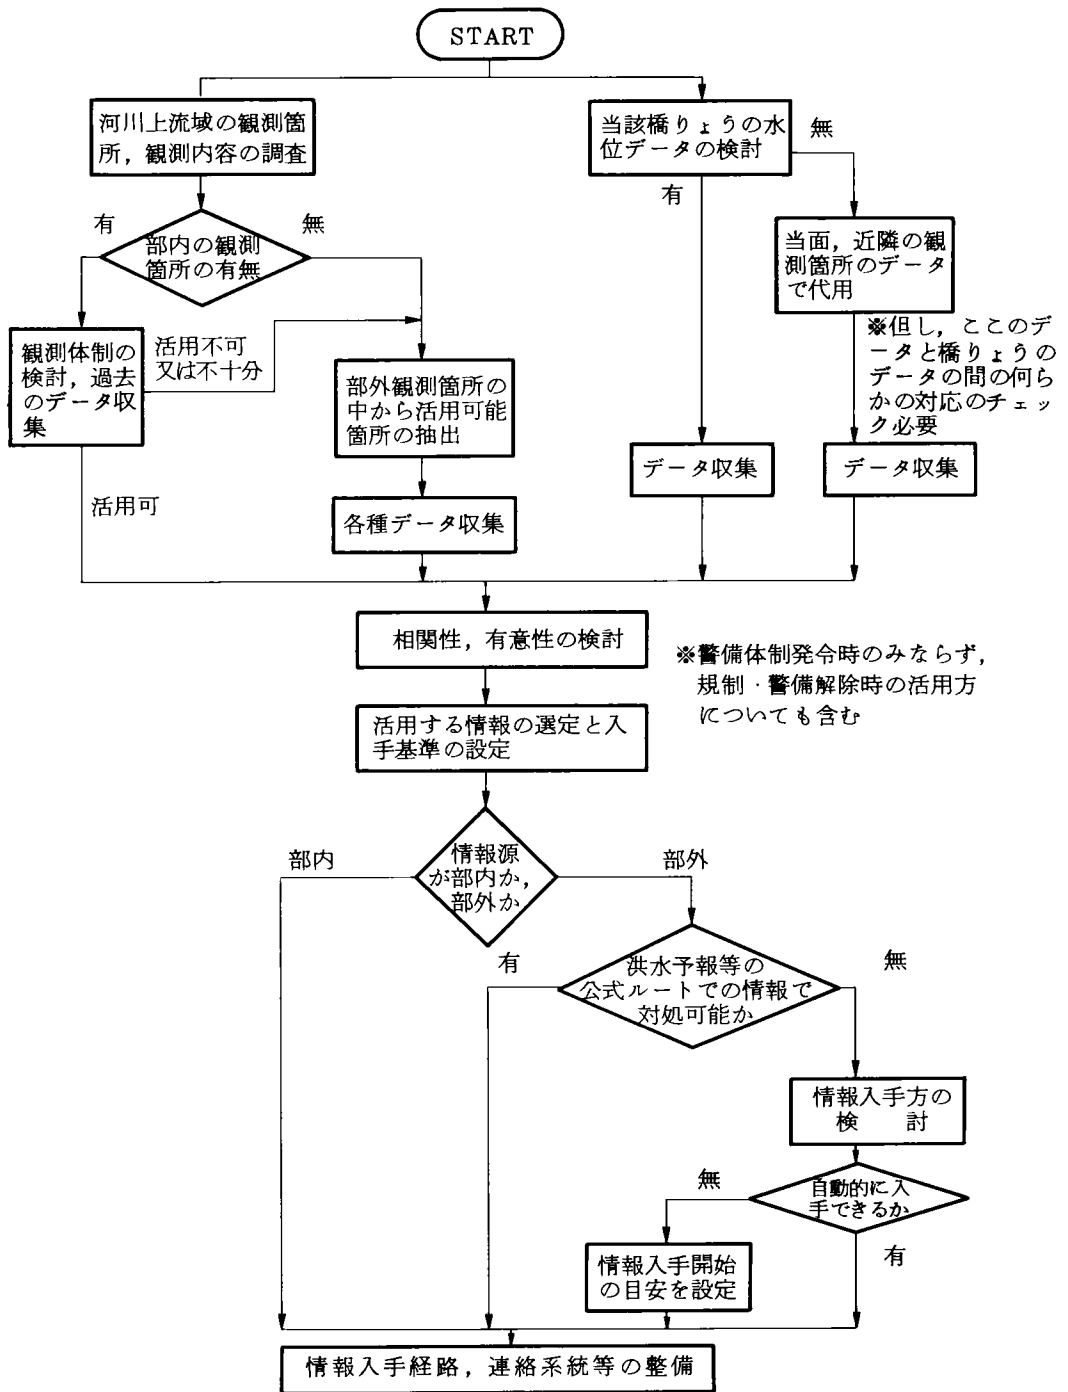 START
河川上流域の観測箇
所，観測内容の調査
当該橋りょうの水
位データの検討
無
有
有
無
部内の観測
箇所の有無
当面，近隣の観
測箇所のデータ
で代用
観測体制の
検討，過去
のデータ収
集
活用不可
又は不十分
部外観測箇所の
中から活用可能
箇所の抽出
※但し，ここのデ
ータと橋りょうの
データの間の何ら
かの対応のチェッ
ク必要
データ収集
データ収集
活用可
各種データ収集
相関性，有意性の検討
※警備体制発令時のみならず，
規制・警備解除時の活用方
についても含む
活用する情報の選定と入
手基準の設定
部内
情報源
が部内か，
部外か
部外
有
洪水予報等の
公式ルートでの情報で
対処可能か
無
情報入手方の
検　　討
無
自動的に入
手できるか
有
情報入手開始
の目安を設定
情報入手経路，連絡系統等の整備